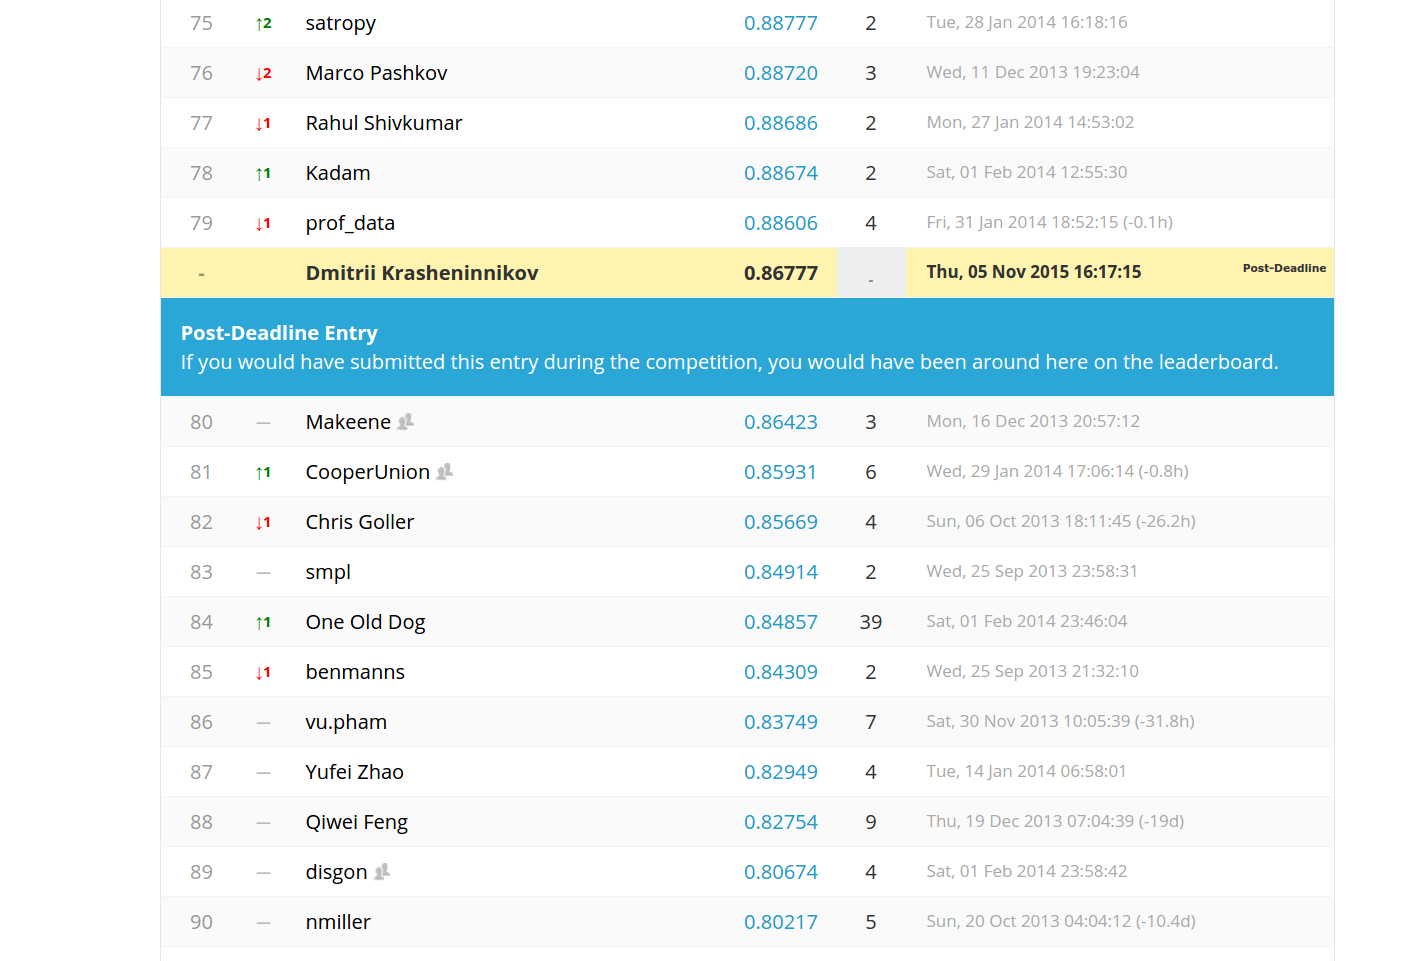 75 ↑2 satropy 0.88777 2 Tue, 28 Jan 2014 16:18:16
76 ↓2 Marco Pashkov 0.88720 3 Wed, 11 Dec 2013 19:23:04
77 ↓1 Rahul Shivkumar 0.88686 2 Mon, 27 Jan 2014 14:53:02
78 ↑1 Kadam 0.88674 2 Sat, 01 Feb 2014 12:55:30
79 ↓1 prof_data 0.88606 4 Fri, 31 Jan 2014 18:52:15 (-0.1h)
- Dmitrii Krasheninnikov 0.86777 - Thu, 05 Nov 2015 16:17:15 Post-Deadline
Post-Deadline Entry
If you would have submitted this entry during the competition, you would have been around here on the leaderboard.
80 — Makeene 0.86423 3 Mon, 16 Dec 2013 20:57:12
81 ↑1 CooperUnion 0.85931 6 Wed, 29 Jan 2014 17:06:14 (-0.8h)
82 ↓1 Chris Goller 0.85669 4 Sun, 06 Oct 2013 18:11:45 (-26.2h)
83 — smpl 0.84914 2 Wed, 25 Sep 2013 23:58:31
84 ↑1 One Old Dog 0.84857 39 Sat, 01 Feb 2014 23:46:04
85 ↓1 benmanns 0.84309 2 Wed, 25 Sep 2013 21:32:10
86 — vu.pham 0.83749 7 Sat, 30 Nov 2013 10:05:39 (-31.8h)
87 — Yufei Zhao 0.82949 4 Tue, 14 Jan 2014 06:58:01
88 — Qiwei Feng 0.82754 9 Thu, 19 Dec 2013 07:04:39 (-19d)
89 — disgon 0.80674 4 Sat, 01 Feb 2014 23:58:42
90 — nmiller 0.80217 5 Sun, 20 Oct 2013 04:04:12 (-10.4d)